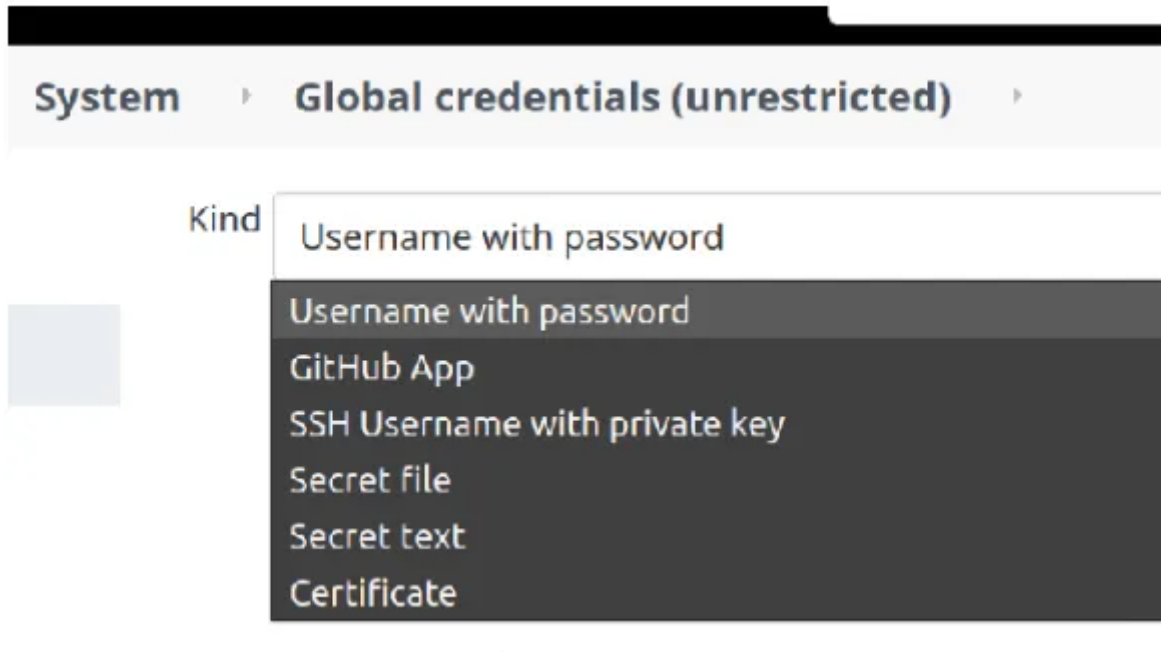 System Global credentials (unrestricted)
Kind Username with password
Username with password
GitHub App
SSH Username with private key
Secret file
Secret text
Certificate